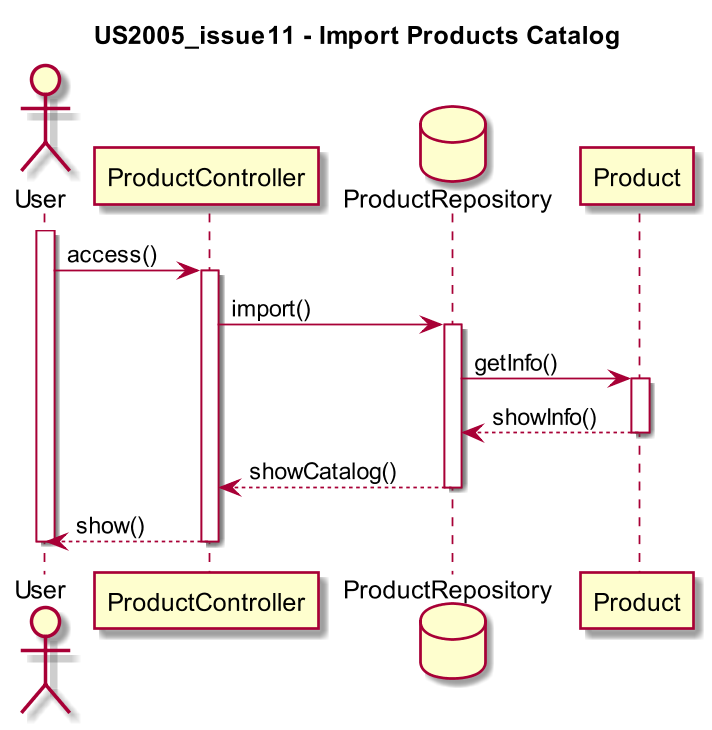 US2005_issue11 - Import Products Catalog
User
ProductController
ProductRepository
Product
access()
import()
getInfo()
showInfo()
showCatalog()
show()
User
ProductController
ProductRepository
Product